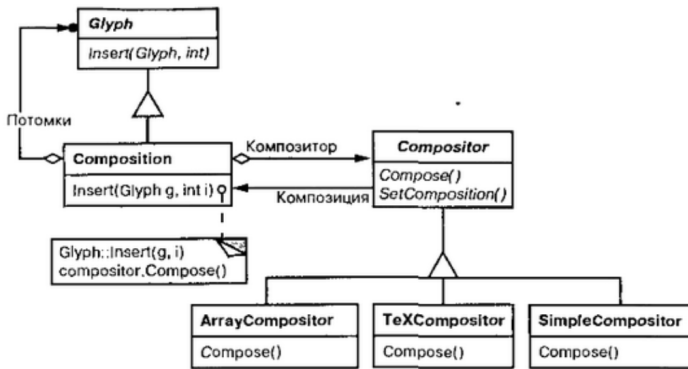 Glyph
Insert(Glyph, int)
Потомки
Composition
Insert(Glyph g, int i)
Композитор
Композиция
Compositor
Compose()
SetComposition()
Glyph::Insert(g, i)
compositor.Compose()
ArrayCompositor
Compose()
TeXCompositor
Compose()
SimpleCompositor
Compose()